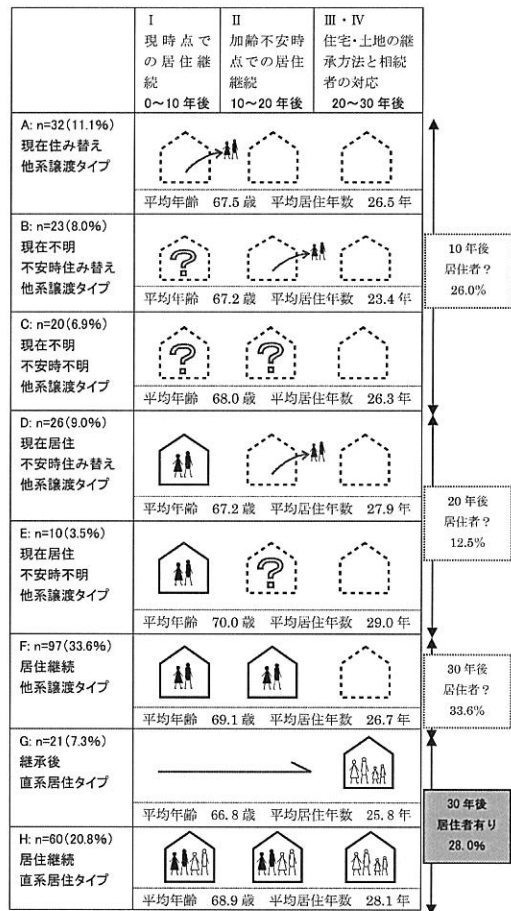 Ⅰ
現時点で
の居住継
続
0~10 年後
Ⅱ
加齢不安時
点での居住
継続
10~20 年後
Ⅲ・Ⅳ
住宅・土地の継
承方法と相続
者の対応
20~30 年後
A: n=32(11.1%)
現在住み替え
他系譲渡タイプ
平均年齢 67.5 歳 平均居住年数 26.5 年
B: n=23(8.0%)
現在不明
不安時住み替え
他系譲渡タイプ
?
平均年齢 67.2 歳 平均居住年数 23.4 年
C: n=20(6.9%)
現在不明
不安時不明
他系譲渡タイプ
? ?
平均年齢 68.0 歳 平均居住年数 26.3 年
10 年後
居住者?
26.0%
D: n=26(9.0%)
現在居住
不安時住み替え
他系譲渡タイプ
平均年齢 67.2 歳 平均居住年数 27.9 年
E: n=10(3.5%)
現在居住
不安時不明
他系譲渡タイプ
?
平均年齢 70.0 歳 平均居住年数 29.0 年
20 年後
居住者?
12.5%
F: n=97(33.6%)
居住継続
他系譲渡タイプ
平均年齢 69.1 歳 平均居住年数 26.7 年
30 年後
居住者?
33.6%
G: n=21(7.3%)
継承後
直系居住タイプ
平均年齢 66.8 歳 平均居住年数 25.8 年
H: n=60(20.8%)
居住継続
直系居住タイプ
平均年齢 68.9 歳 平均居住年数 28.1 年
30 年後
居住者有り
28.0%